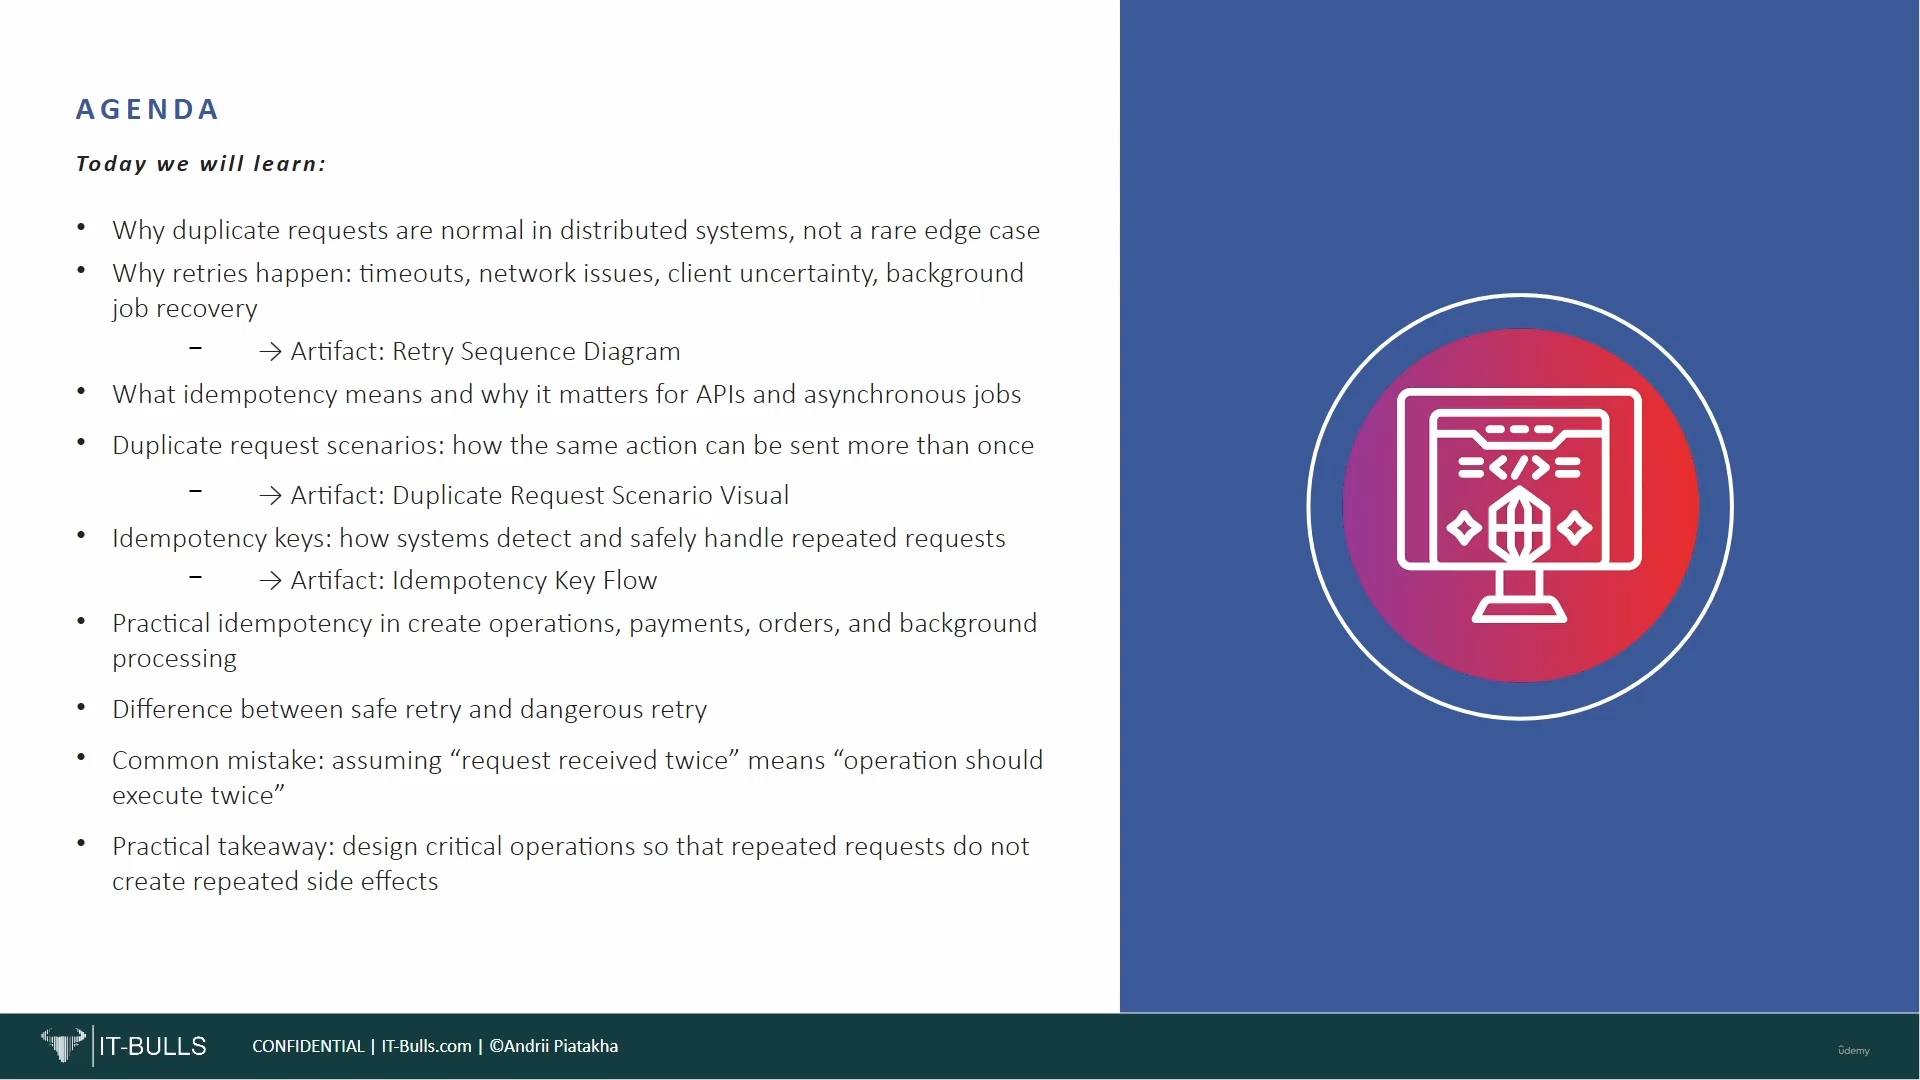 AGENDA
Today we will learn:
• Why duplicate requests are normal in distributed systems, not a rare edge case
• Why retries happen: timeouts, network issues, client uncertainty, background
job recovery
– → Artifact: Retry Sequence Diagram
• What idempotency means and why it matters for APIs and asynchronous jobs
• Duplicate request scenarios: how the same action can be sent more than once
– → Artifact: Duplicate Request Scenario Visual
• Idempotency keys: how systems detect and safely handle repeated requests
– → Artifact: Idempotency Key Flow
• Practical idempotency in create operations, payments, orders, and background
processing
• Difference between safe retry and dangerous retry
• Common mistake: assuming “request received twice” means “operation should
execute twice”
• Practical takeaway: design critical operations so that repeated requests do not
create repeated side effects
</>
IT-BULLS
CONFIDENTIAL | IT-Bulls.com | ©Andrii Piatakha
ûdemy